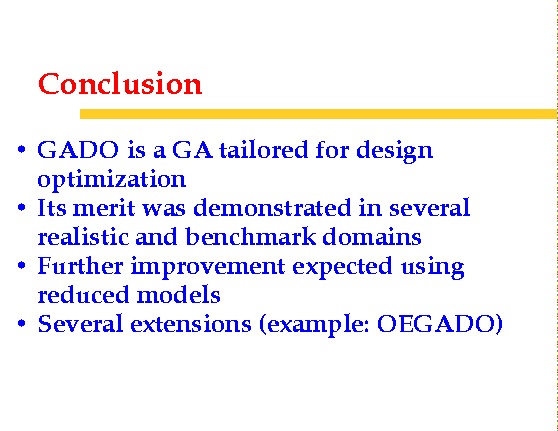 Conclusion
• GADO is a GA tailored for design
optimization
• Its merit was demonstrated in several
realistic and benchmark domains
• Further improvement expected using
reduced models
• Several extensions (example: OEGADO)